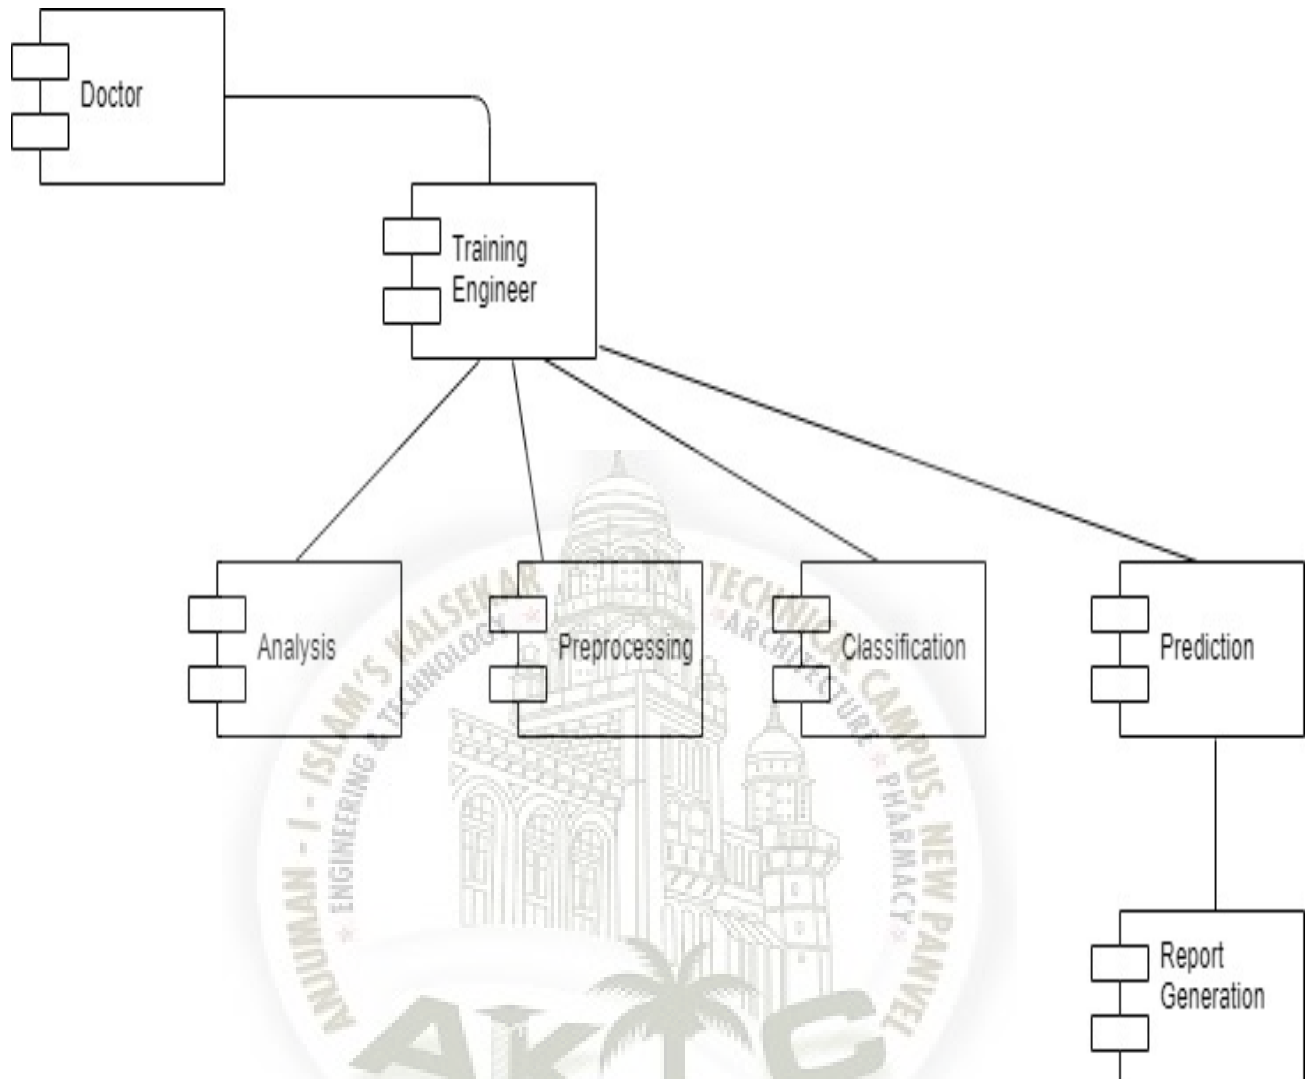 Doctor
Training
Engineer
Analysis
Preprocessing
Classification
Prediction
Report
Generation
ANJUMAN - I - ISLAM'S KALSEKAR TECHNICAL CAMPUS, NEW PANVEL
ENGINEERING & TECHNOLOGY ARCHITECTURE PHARMACY
AKTC